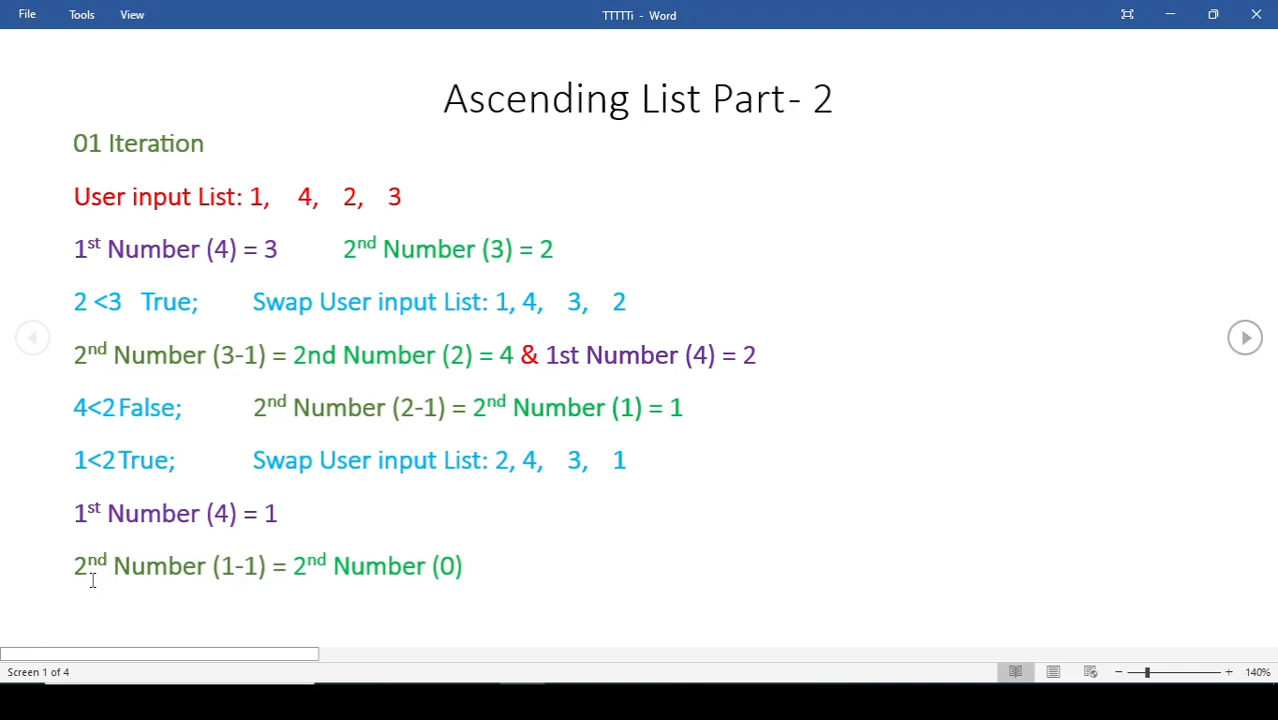 File Tools View TTTTTi - Word
Ascending List Part- 2
01 Iteration
User input List: 1, 4, 2, 3
1st Number (4) = 3 2nd Number (3) = 2
2 <3 True; Swap User input List: 1, 4, 3, 2
2nd Number (3-1) = 2nd Number (2) = 4 & 1st Number (4) = 2
4<2 False; 2nd Number (2-1) = 2nd Number (1) = 1
1<2 True; Swap User input List: 2, 4, 3, 1
1st Number (4) = 1
2nd Number (1-1) = 2nd Number (0)
Screen 1 of 4 140%